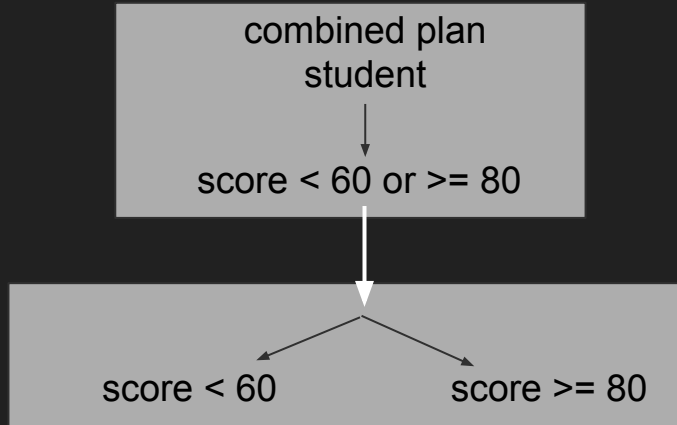 combined plan
student
score < 60 or >= 80
score < 60
score >= 80